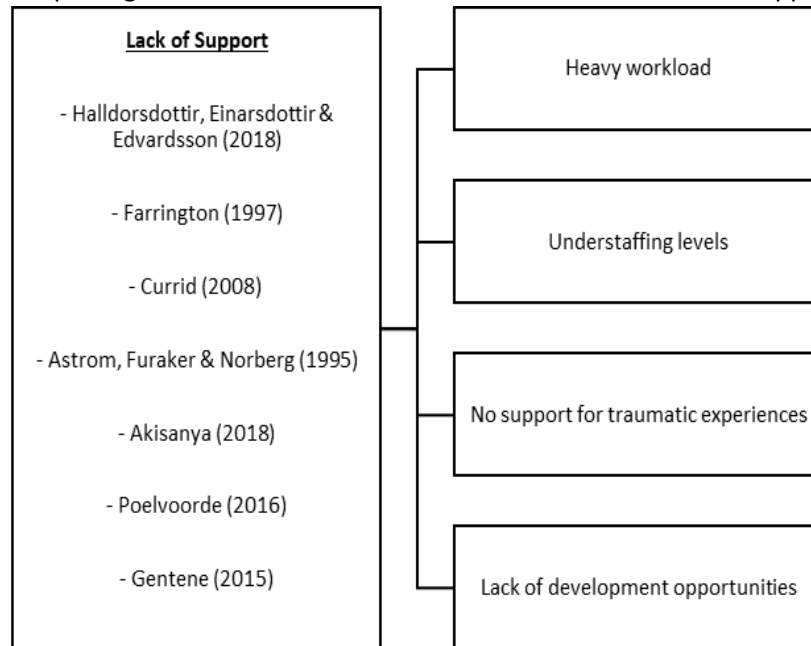 Lack of Support
- Halldorsdottir, Einarsdottir &
Edvardsson (2018)
- Farrington (1997)
- Currid (2008)
- Astrom, Furaker & Norberg (1995)
- Akisanya (2018)
- Poelvoorde (2016)
- Gentene (2015)
Heavy workload
Understaffing levels
No support for traumatic experiences
Lack of development opportunities